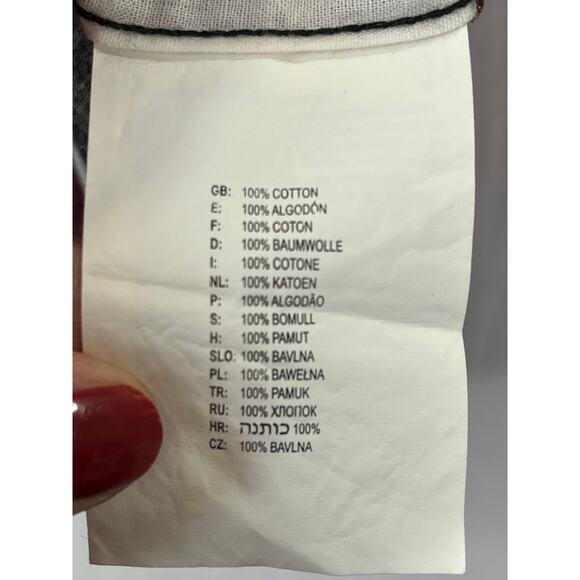 GB: 100% COTTON
E: 100% ALGODÓN
F: 100% COTON
D: 100% BAUMWOLLE
I: 100% COTONE
NL: 100% KATOEN
P: 100% ALGODÃO
S: 100% BOMULL
H: 100% PAMUT
SLO: 100% BAVLNA
PL: 100% BAWEŁNA
TR: 100% PAMUK
RU: 100% ХЛОПОК
HR: 100% כותנה
CZ: 100% BAVLNA